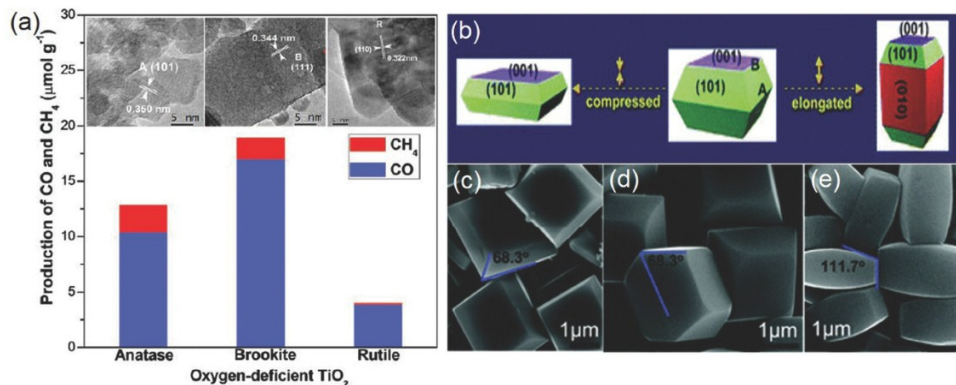 (a)
Production of CO and CH4 (μmol g-1)
30
25
20
15
10
5
0
A (101)
0.350 nm
5 nm
0.344 nm
B
(111)
5 nm
R
(110)
0.322nm
5 nm
CH4
CO
Anatase
Brookite
Rutile
Oxygen-deficient TiO2
(b)
(001)
(101)
compressed
(001)
B
(101)
A
elongated
(001)
(101)
(010)
(c)
68.3°
1μm
(d)
68.3°
1μm
(e)
111.7°
1μm